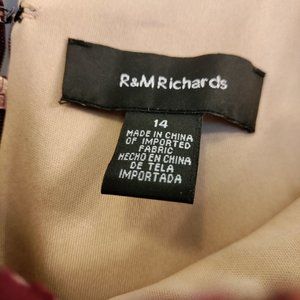 R&M Richards
14
MADE IN CHINA
OF IMPORTED
FABRIC
HECHO EN CHINA
DE TELA
IMPORTADA